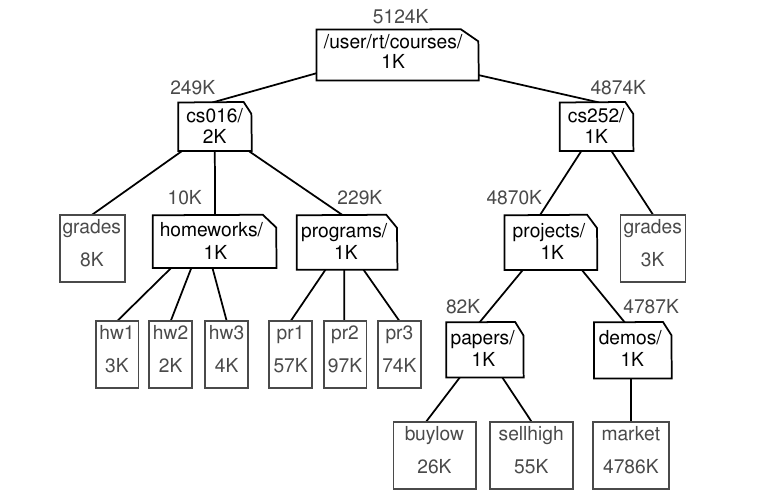 5124K
/user/rt/courses/
1K
249K
4874K
cs016/
2K
cs252/
1K
10K
229K
4870K
grades
8K
homeworks/
1K
programs/
1K
projects/
1K
grades
3K
82K
4787K
hw1
3K
hw2
2K
hw3
4K
pr1
57K
pr2
97K
pr3
74K
papers/
1K
demos/
1K
buylow
26K
sellhigh
55K
market
4786K